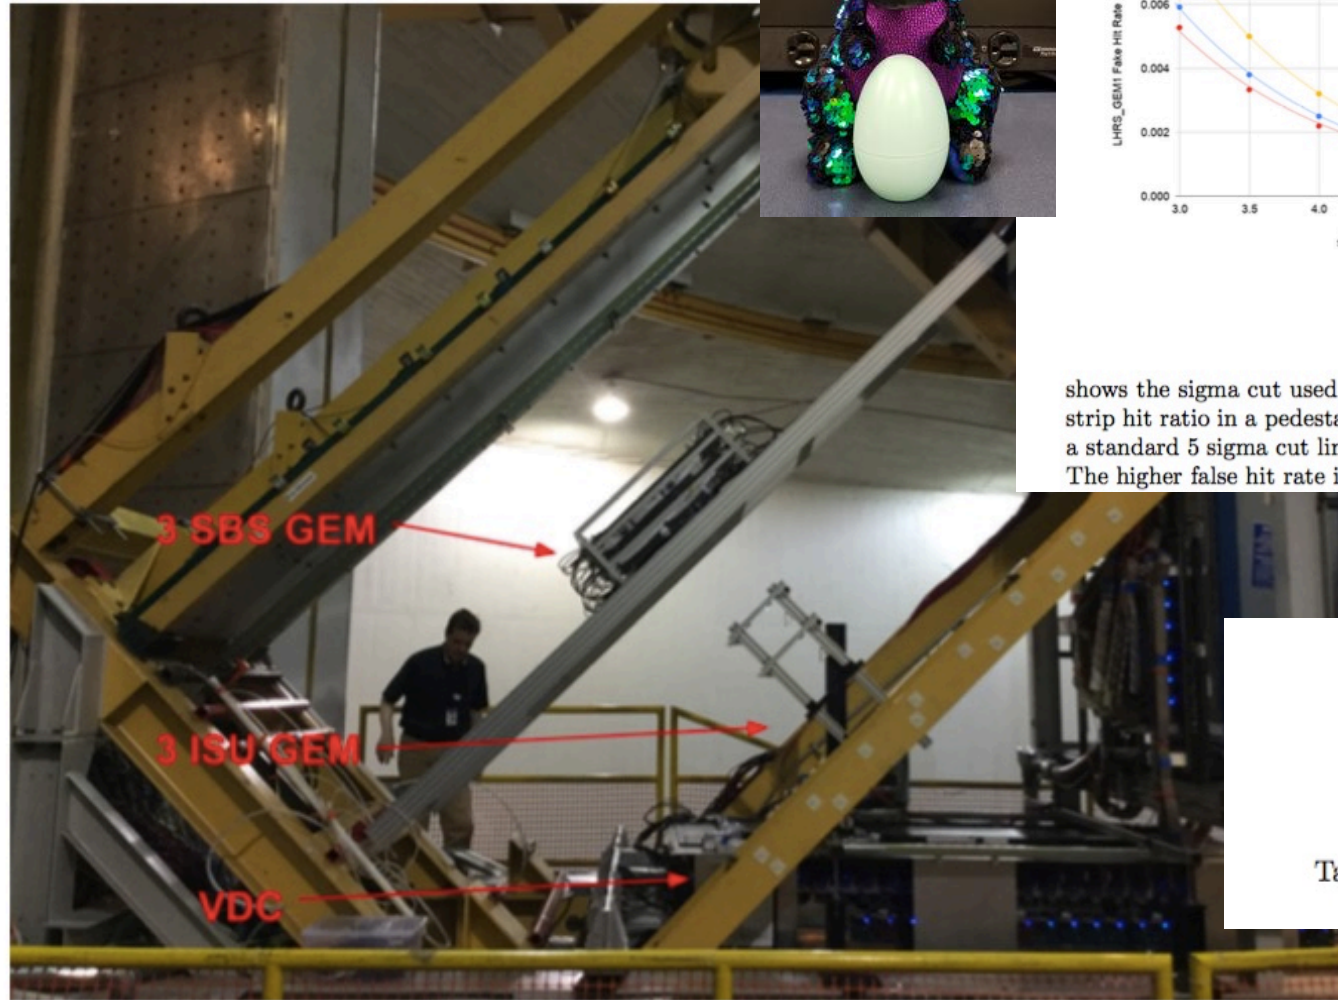 LHRS_GEM1 Fake Hit Rate
0.006
0.004
0.002
0.000
3.0 3.5 4.0
shows the sigma cut used
strip hit ratio in a pedesta
a standard 5 sigma cut lin
The higher false hit rate i
3 SBS GEM
3 ISU GEM
VDC
Ta